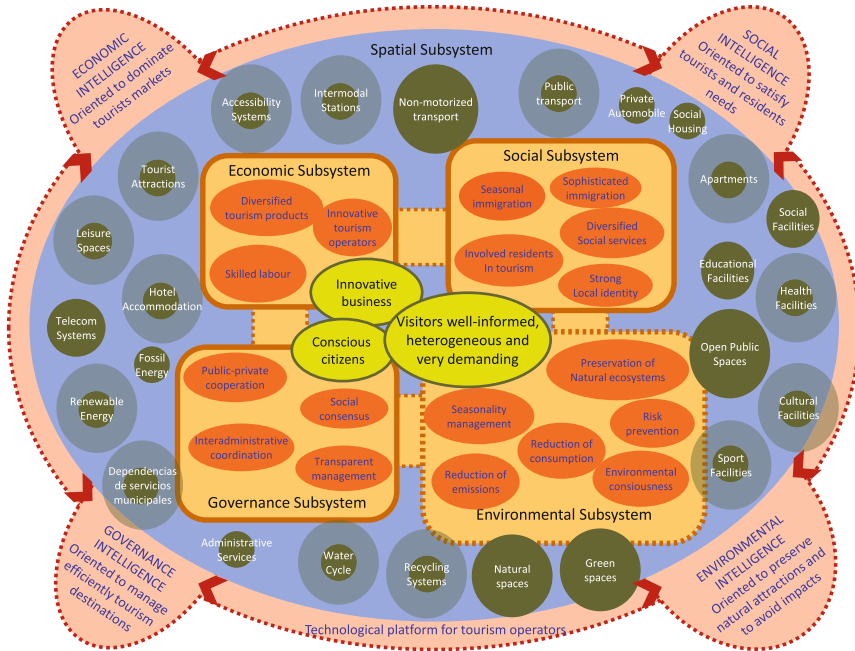 ECONOMIC
INTELLIGENCE
Oriented to dominate
tourists markets
SOCIAL
INTELLIGENCE
Oriented to satisfy
tourists and residents
needs
Spatial Subsystem
Accessibility
Systems
Intermodal
Stations
Non-motorized
transport
Public
transport
Private
Automobile
Social
Housing
Tourist
Attractions
Apartments
Leisure
Spaces
Social
Facilities
Hotel
Accommodation
Educational
Facilities
Health
Facilities
Telecom
Systems
Open Public
Spaces
Fossil
Energy
Renewable
Energy
Cultural
Facilities
Dependencias
de servicios
municipales
Sport
Facilities
Administrative
Services
Water
Cycle
Recycling
Systems
Natural
spaces
Green
spaces
Economic Subsystem
Diversified
tourism products
Innovative
tourism
operators
Skilled labour
Social Subsystem
Seasonal
immigration
Sophisticated
immigration
Diversified
Social services
Involved residents
In tourism
Strong
Local identity
Innovative
business
Conscious
citizens
Visitors well-informed,
heterogeneous and
very demanding
Public-private
cooperation
Social
consensus
Interadministrative
coordination
Transparent
management
Governance Subsystem
Preservation of
Natural ecosystems
Seasonality
management
Risk
prevention
Reduction of
consumption
Reduction of
emissions
Environmental
consiousness
Environmental Subsystem
GOVERNANCE
INTELLIGENCE
Oriented to manage
efficiently tourism
destinations
ENVIRONMENTAL
INTELLIGENCE
Oriented to preserve
natural attractions and
to avoid impacts
Technological platform for tourism operators